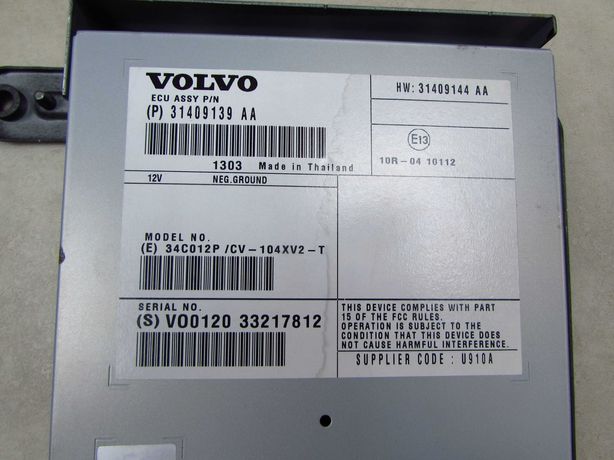 VOLVO
ECU ASSY P/N
(P) 31409139 AA
HW: 31409144 AA
1303 Made in Thailand
E13
10R-04 10112
12V NEG.GROUND
MODEL NO.
(E) 34C012P /CV-104XV2-T
SERIAL NO.
(S) V00120 33217812
THIS DEVICE COMPLIES WITH PART
15 OF THE FCC RULES.
OPERATION IS SUBJECT TO THE
CONDITION THAT THIS DEVICE DOES
NOT CAUSE HARMFUL INTERFERENCE.
SUPPLIER CODE : U910A